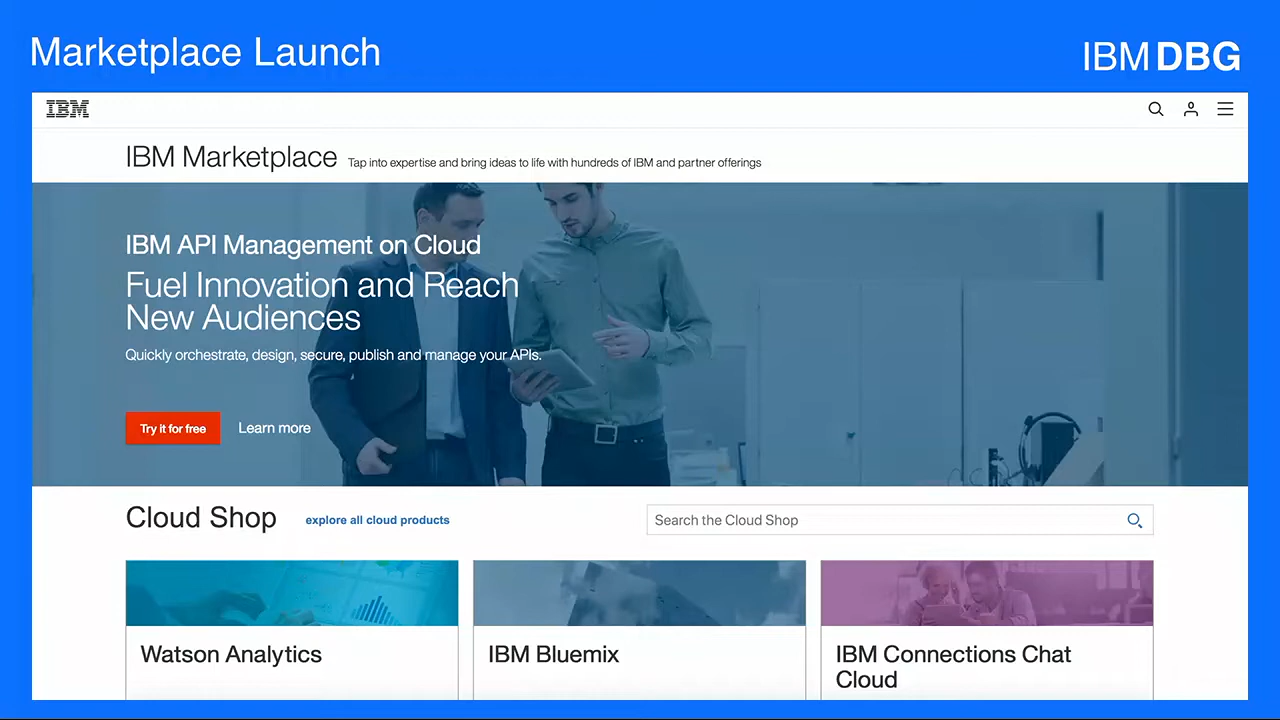 Marketplace Launch
IBM DBG
IBM
IBM Marketplace Tap into expertise and bring ideas to life with hundreds of IBM and partner offerings
IBM API Management on Cloud
Fuel Innovation and Reach
New Audiences
Quickly orchestrate, design, secure, publish and manage your APIs.
Try it for free Learn more
Cloud Shop explore all cloud products Search the Cloud Shop
Watson Analytics
IBM Bluemix
IBM Connections Chat
Cloud